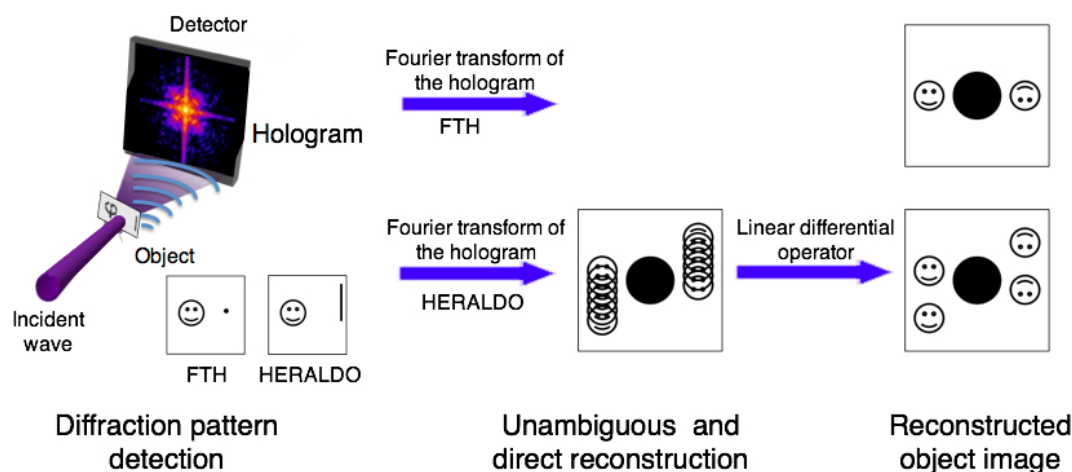 Detector
Hologram
Object
Incident
wave
FTH
HERALDO
Fourier transform of
the hologram
FTH
Fourier transform of
the hologram
HERALDO
Linear differential
operator
Diffraction pattern
detection
Unambiguous and
direct reconstruction
Reconstructed
object image